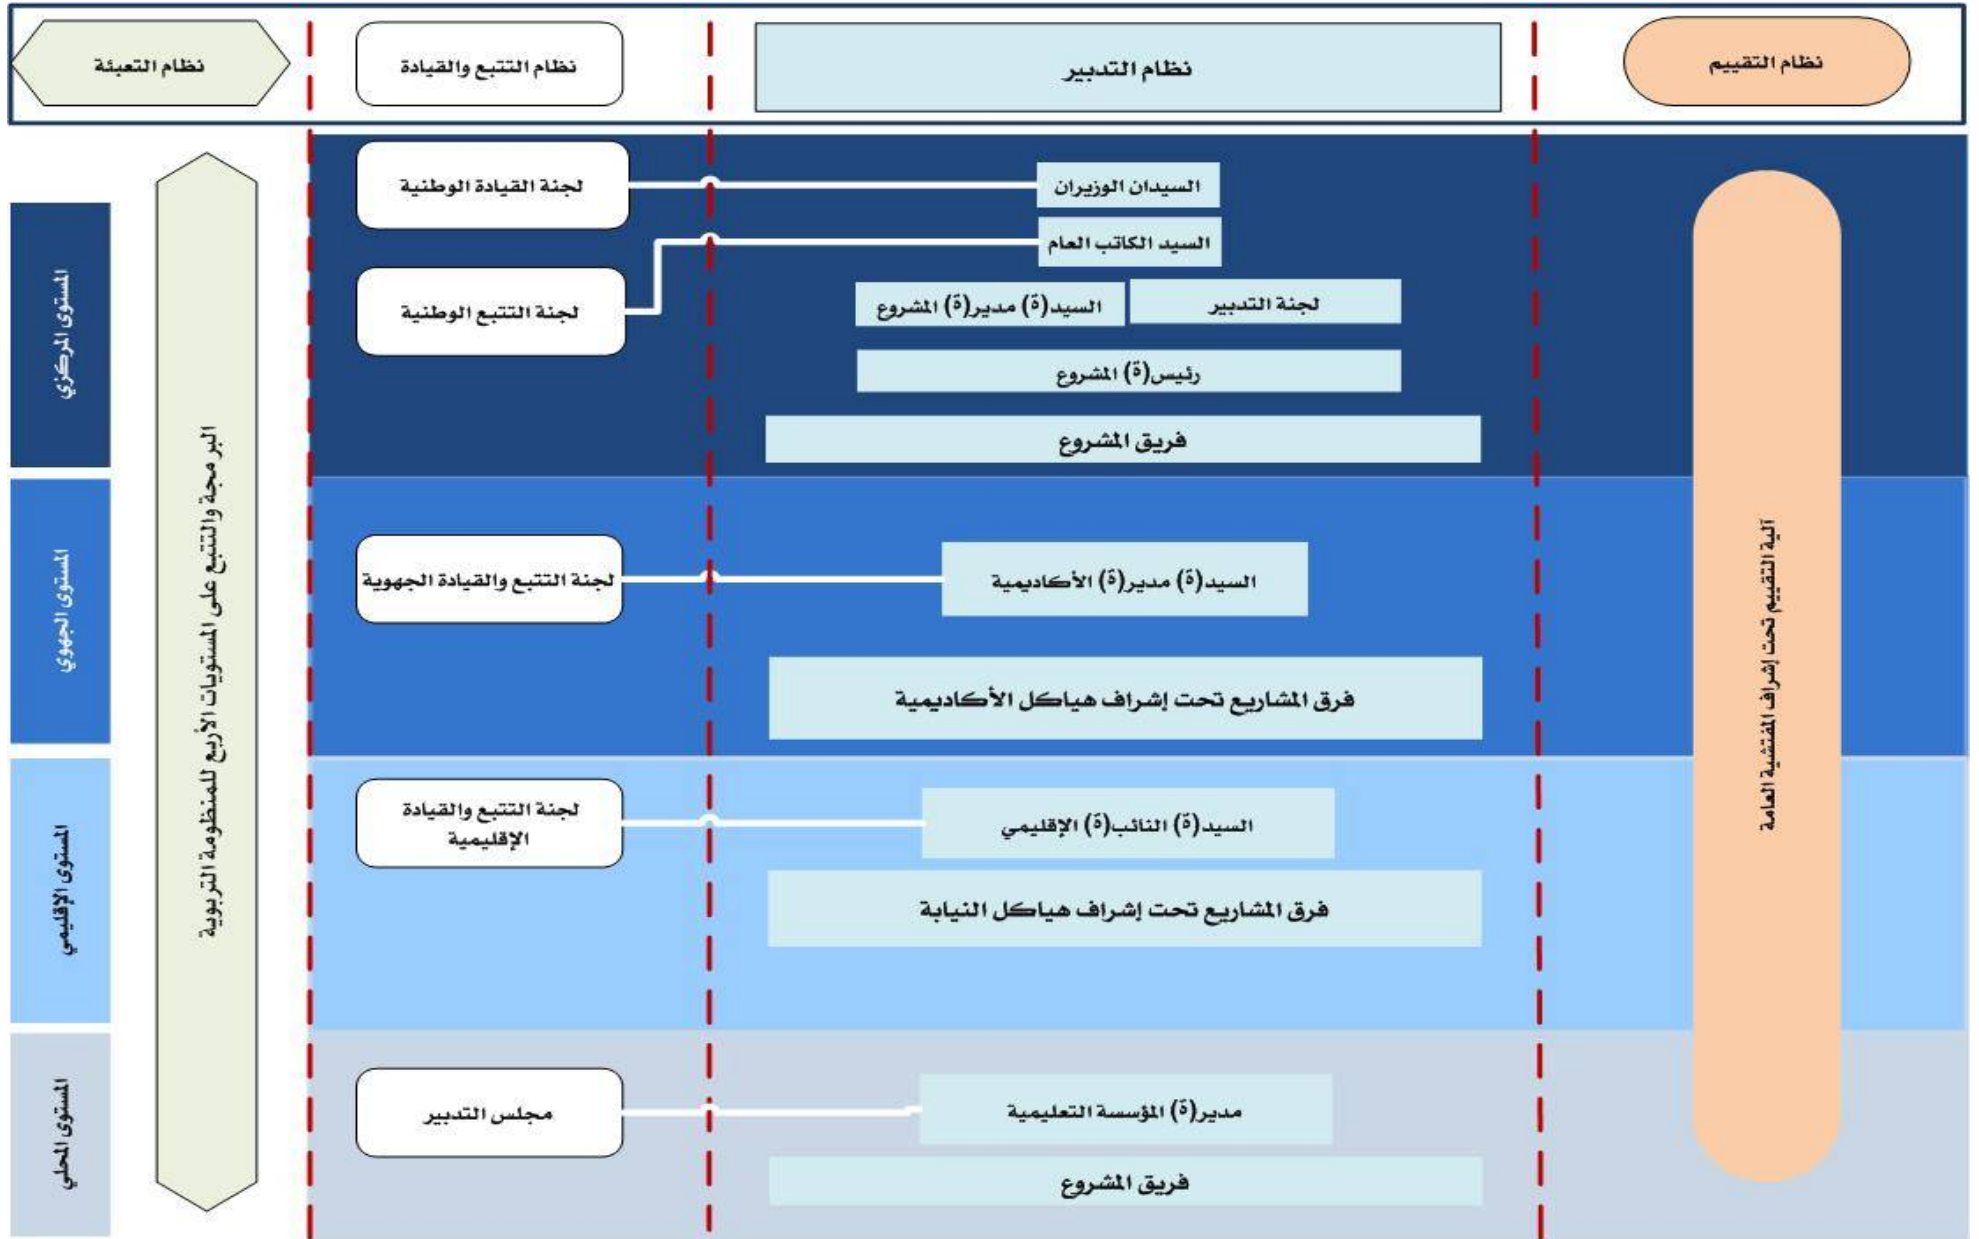 نظام التقييم
نظام التدبير
نظام التتبع والقيادة
نظام التعبئة
السيدان الوزيران
لجنة القيادة الوطنية
السيد الكاتب العام
لجنة التدبير
السيد(ة) مدير(ة) المشروع
لجنة التتبع الوطنية
رئيس(ة) المشروع
فريق المشروع
المستوى المركزي
السيد(ة) مدير(ة) الأكاديمية
لجنة التتبع والقيادة الجهوية
فرق المشاريع تحت إشراف هياكل الأكاديمية
المستوى الجهوي
السيد(ة) النائب(ة) الإقليمي
لجنة التتبع والقيادة
الإقليمية
فرق المشاريع تحت إشراف هياكل النيابة
المستوى الإقليمي
مدير(ة) المؤسسة التعليمية
مجلس التدبير
فريق المشروع
المستوى المحلي
آلية التقييم تحت إشراف المفتشية العامة
البر مجة والتتبع على المستويات الأربع للمنظومة التربوية